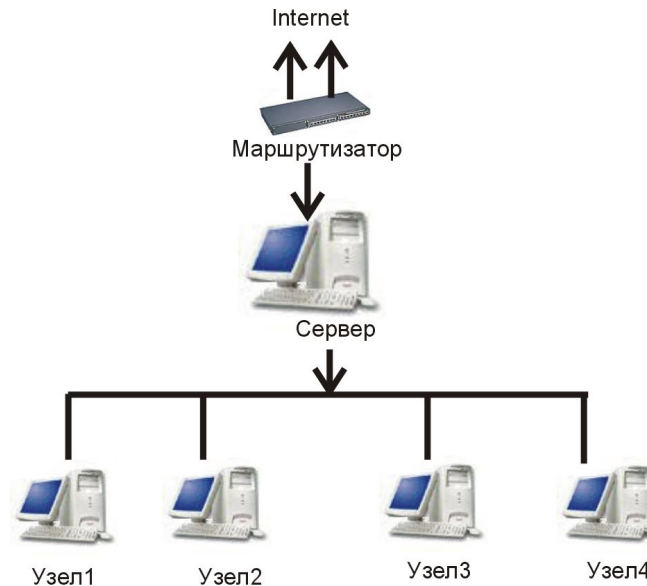 Internet
Маршрутизатор
Сервер
Узел1
Узел2
Узел3
Узел4